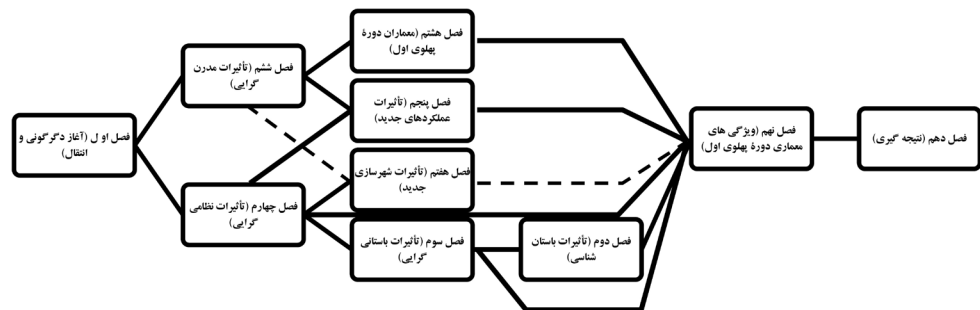 فصل هشتم (معماران دورۀ
پهلوی اول)
فصل ششم (تأثیرات مدرن
گرایی)
فصل پنجم (تأثیرات
عملکردهای جدید)
فصل او ل (آغاز دگرگونی و
انتقال)
فصل نهم (ویژگی های
معماری دورۀ پهلوی اول)
فصل دهم (نتیجه گیری)
فصل هفتم (تأثیرات شهرسازی
جدید)
فصل چهارم (تأثیرات نظامی
گرایی)
فصل سوم (تأثیرات باستانی
گرایی)
فصل دوم (تأثیرات باستان
شناسی)